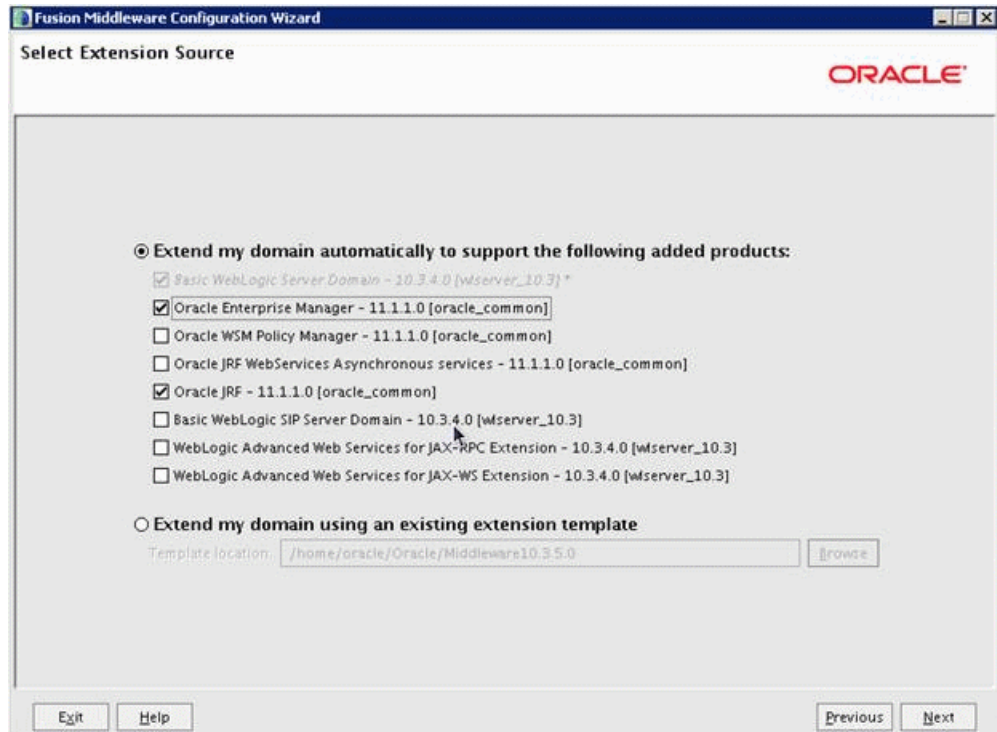 Fusion Middleware Configuration Wizard
Select Extension Source
ORACLE
Extend my domain automatically to support the following added products:
Basic WebLogic Server Domain - 10.3.4.0 [wlserver_10.3] *
Oracle Enterprise Manager - 11.1.1.0 [oracle_common]
Oracle WSM Policy Manager - 11.1.1.0 [oracle_common]
Oracle JRF WebServices Asynchronous services - 11.1.1.0 [oracle_common]
Oracle JRF - 11.1.1.0 [oracle_common]
Basic WebLogic SIP Server Domain - 10.3.4.0 [wlserver_10.3]
WebLogic Advanced Web Services for JAX-RPC Extension - 10.3.4.0 [wlserver_10.3]
WebLogic Advanced Web Services for JAX-WS Extension - 10.3.4.0 [wlserver_10.3]
Extend my domain using an existing extension template
Template location: /home/oracle/Oracle/Middleware10.3.5.0 Browse
Exit Help Previous Next